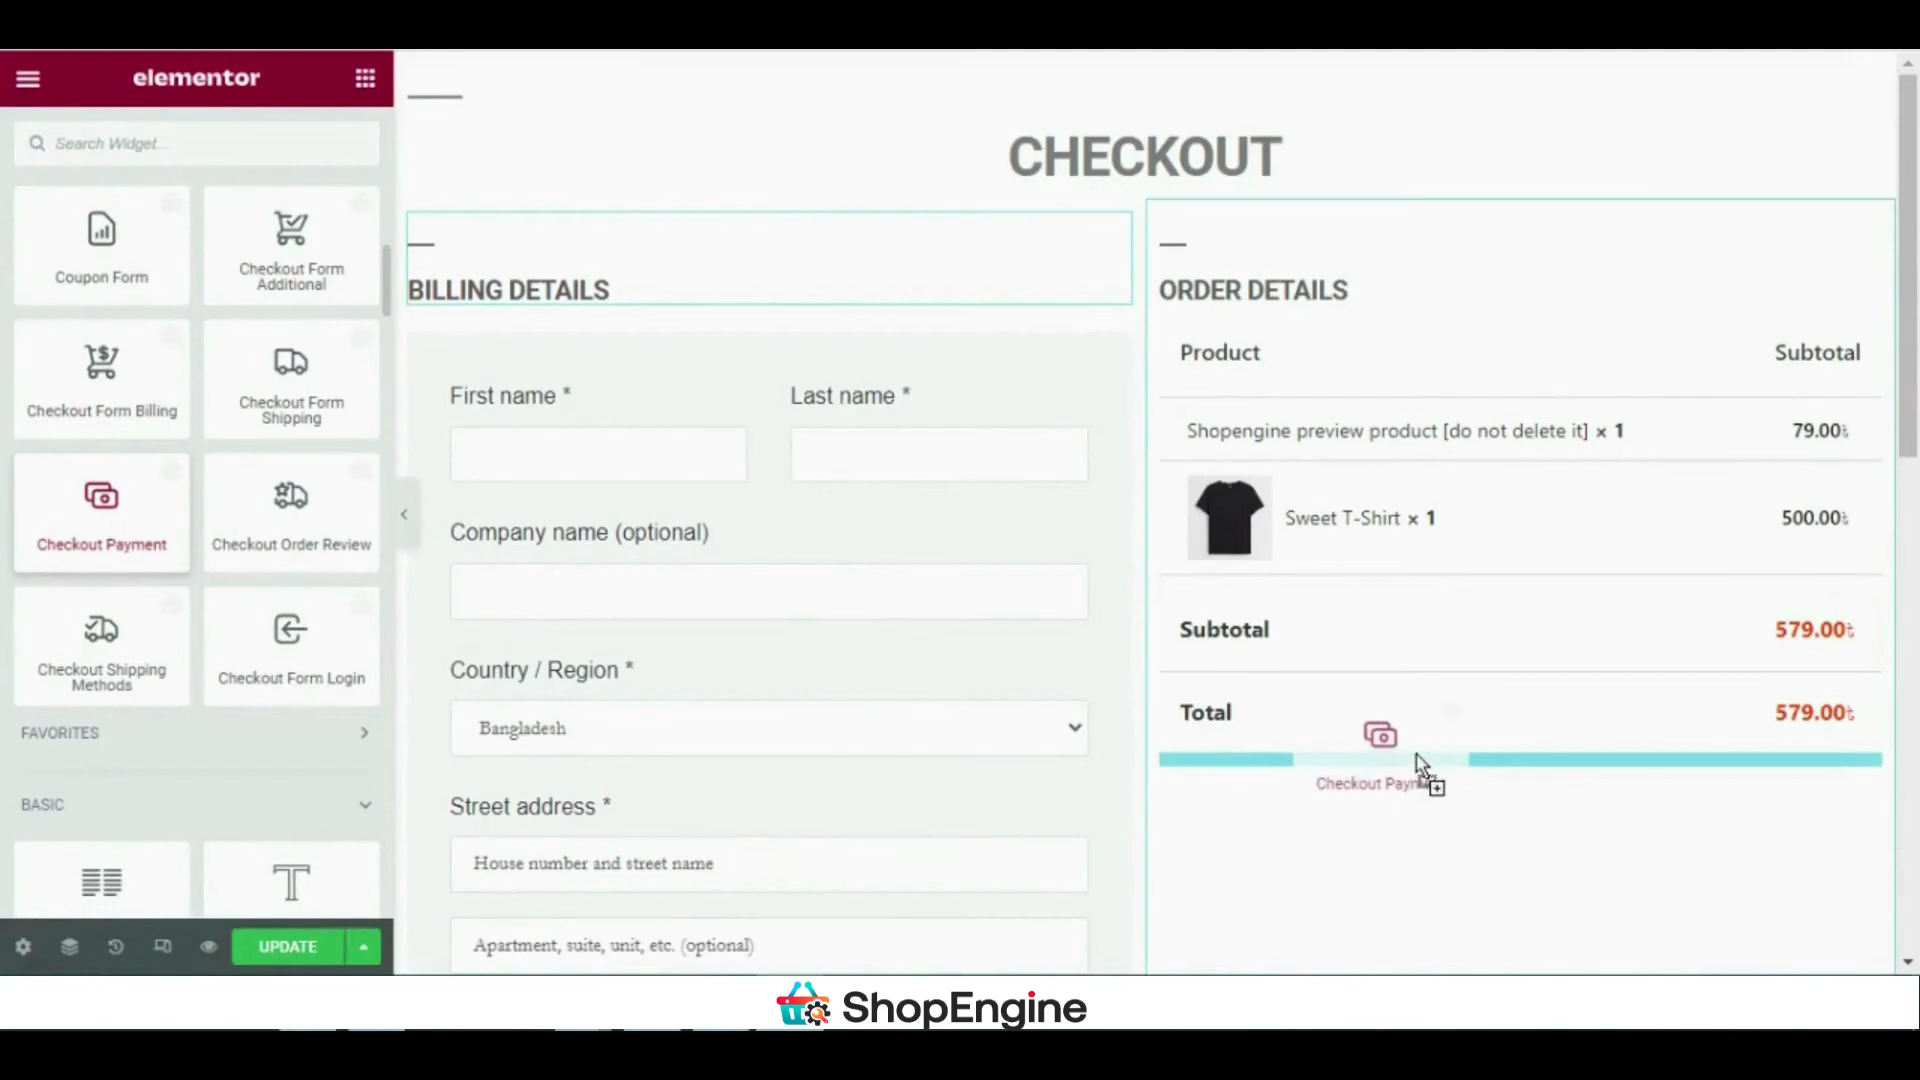 elementor
Search Widget...
Coupon Form
Checkout Form
Additional
Checkout Form Billing
Checkout Form
Shipping
Checkout Payment
Checkout Order Review
Checkout Shipping
Methods
Checkout Form Login
FAVORITES
BASIC
UPDATE
CHECKOUT
BILLING DETAILS
First name *
Last name *
Company name (optional)
Country / Region *
Bangladesh
Street address *
House number and street name
Apartment, suite, unit, etc. (optional)
ORDER DETAILS
Product Subtotal
Shopengine preview product [do not delete it] × 1 79.00৳
Sweet T-Shirt × 1 500.00৳
Subtotal 579.00৳
Total 579.00৳
Checkout
ShopEngine